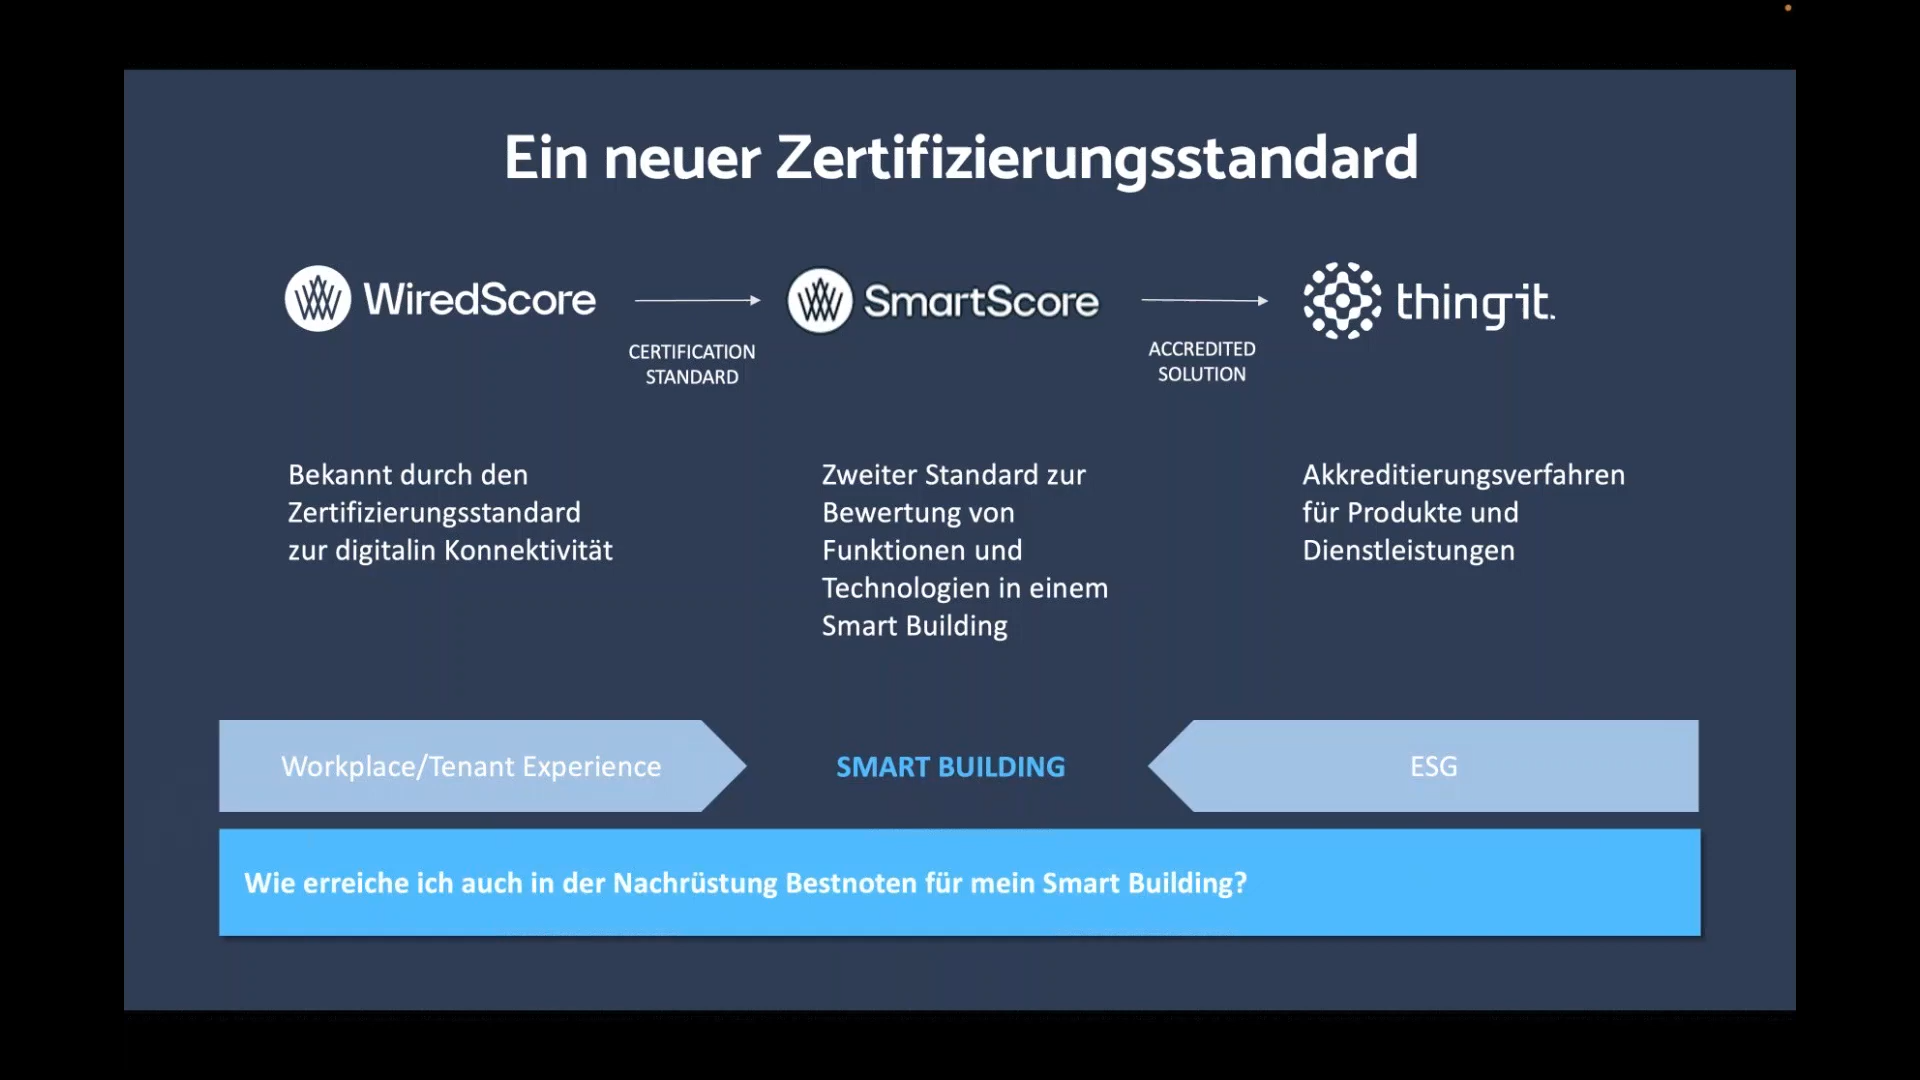 Ein neuer Zertifizierungsstandard
WiredScore
CERTIFICATION
STANDARD
SmartScore
ACCREDITED
SOLUTION
thingit.
Bekannt durch den
Zertifizierungsstandard
zur digitalin Konnektivität
Zweiter Standard zur
Bewertung von
Funktionen und
Technologien in einem
Smart Building
Akkreditierungsverfahren
für Produkte und
Dienstleistungen
Workplace/Tenant Experience
SMART BUILDING
ESG
Wie erreiche ich auch in der Nachrüstung Bestnoten für mein Smart Building?